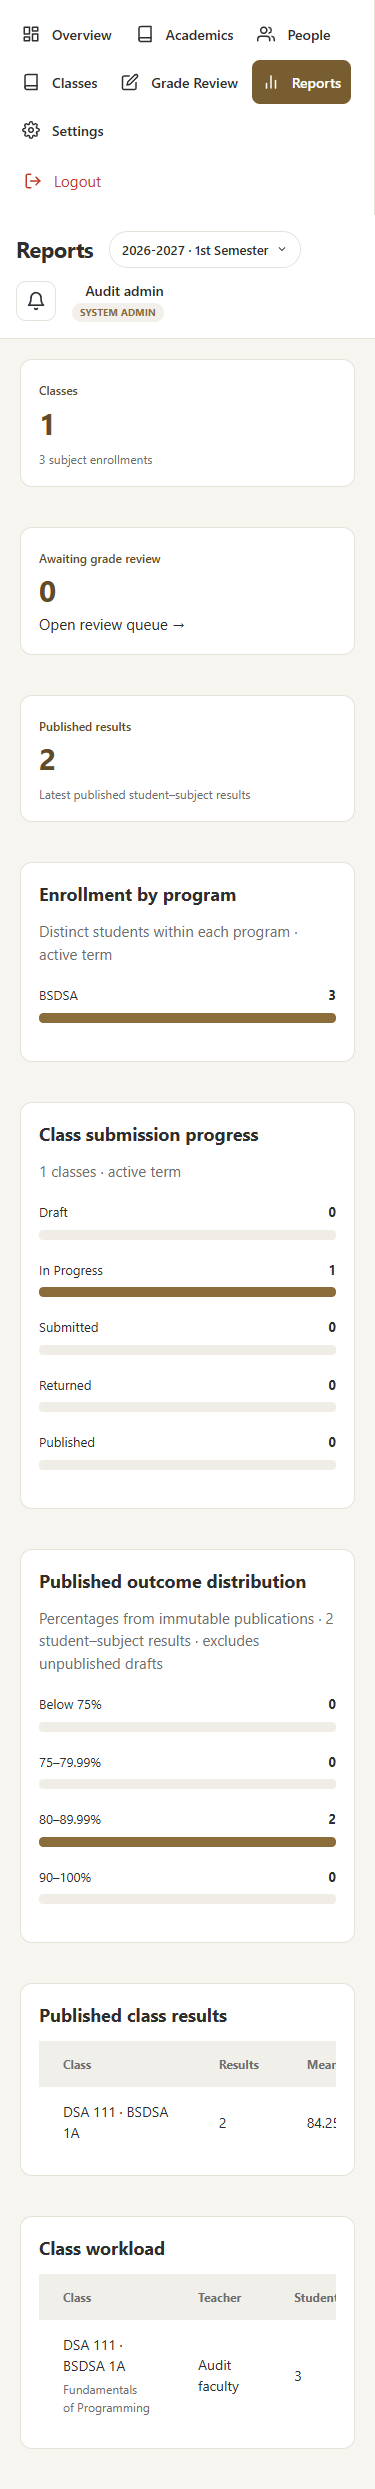 Overview Academics People
Classes Grade Review Reports
Settings
Logout
Reports 2026-2027 · 1st Semester
Audit admin
SYSTEM ADMIN
Classes
1
3 subject enrollments
Awaiting grade review
0
Open review queue →
Published results
2
Latest published student–subject results
Enrollment by program
Distinct students within each program ·
active term
BSDSA 3
Class submission progress
1 classes · active term
Draft 0
In Progress 1
Submitted 0
Returned 0
Published 0
Published outcome distribution
Percentages from immutable publications · 2
student–subject results · excludes
unpublished drafts
Below 75% 0
75–79.99% 0
80–89.99% 2
90–100% 0
Published class results
Class Results Mean
DSA 111 · BSDSA
1A
2 84.25
Class workload
Class Teacher Student
DSA 111 ·
BSDSA 1A
Fundamentals
of Programming
Audit
faculty
3